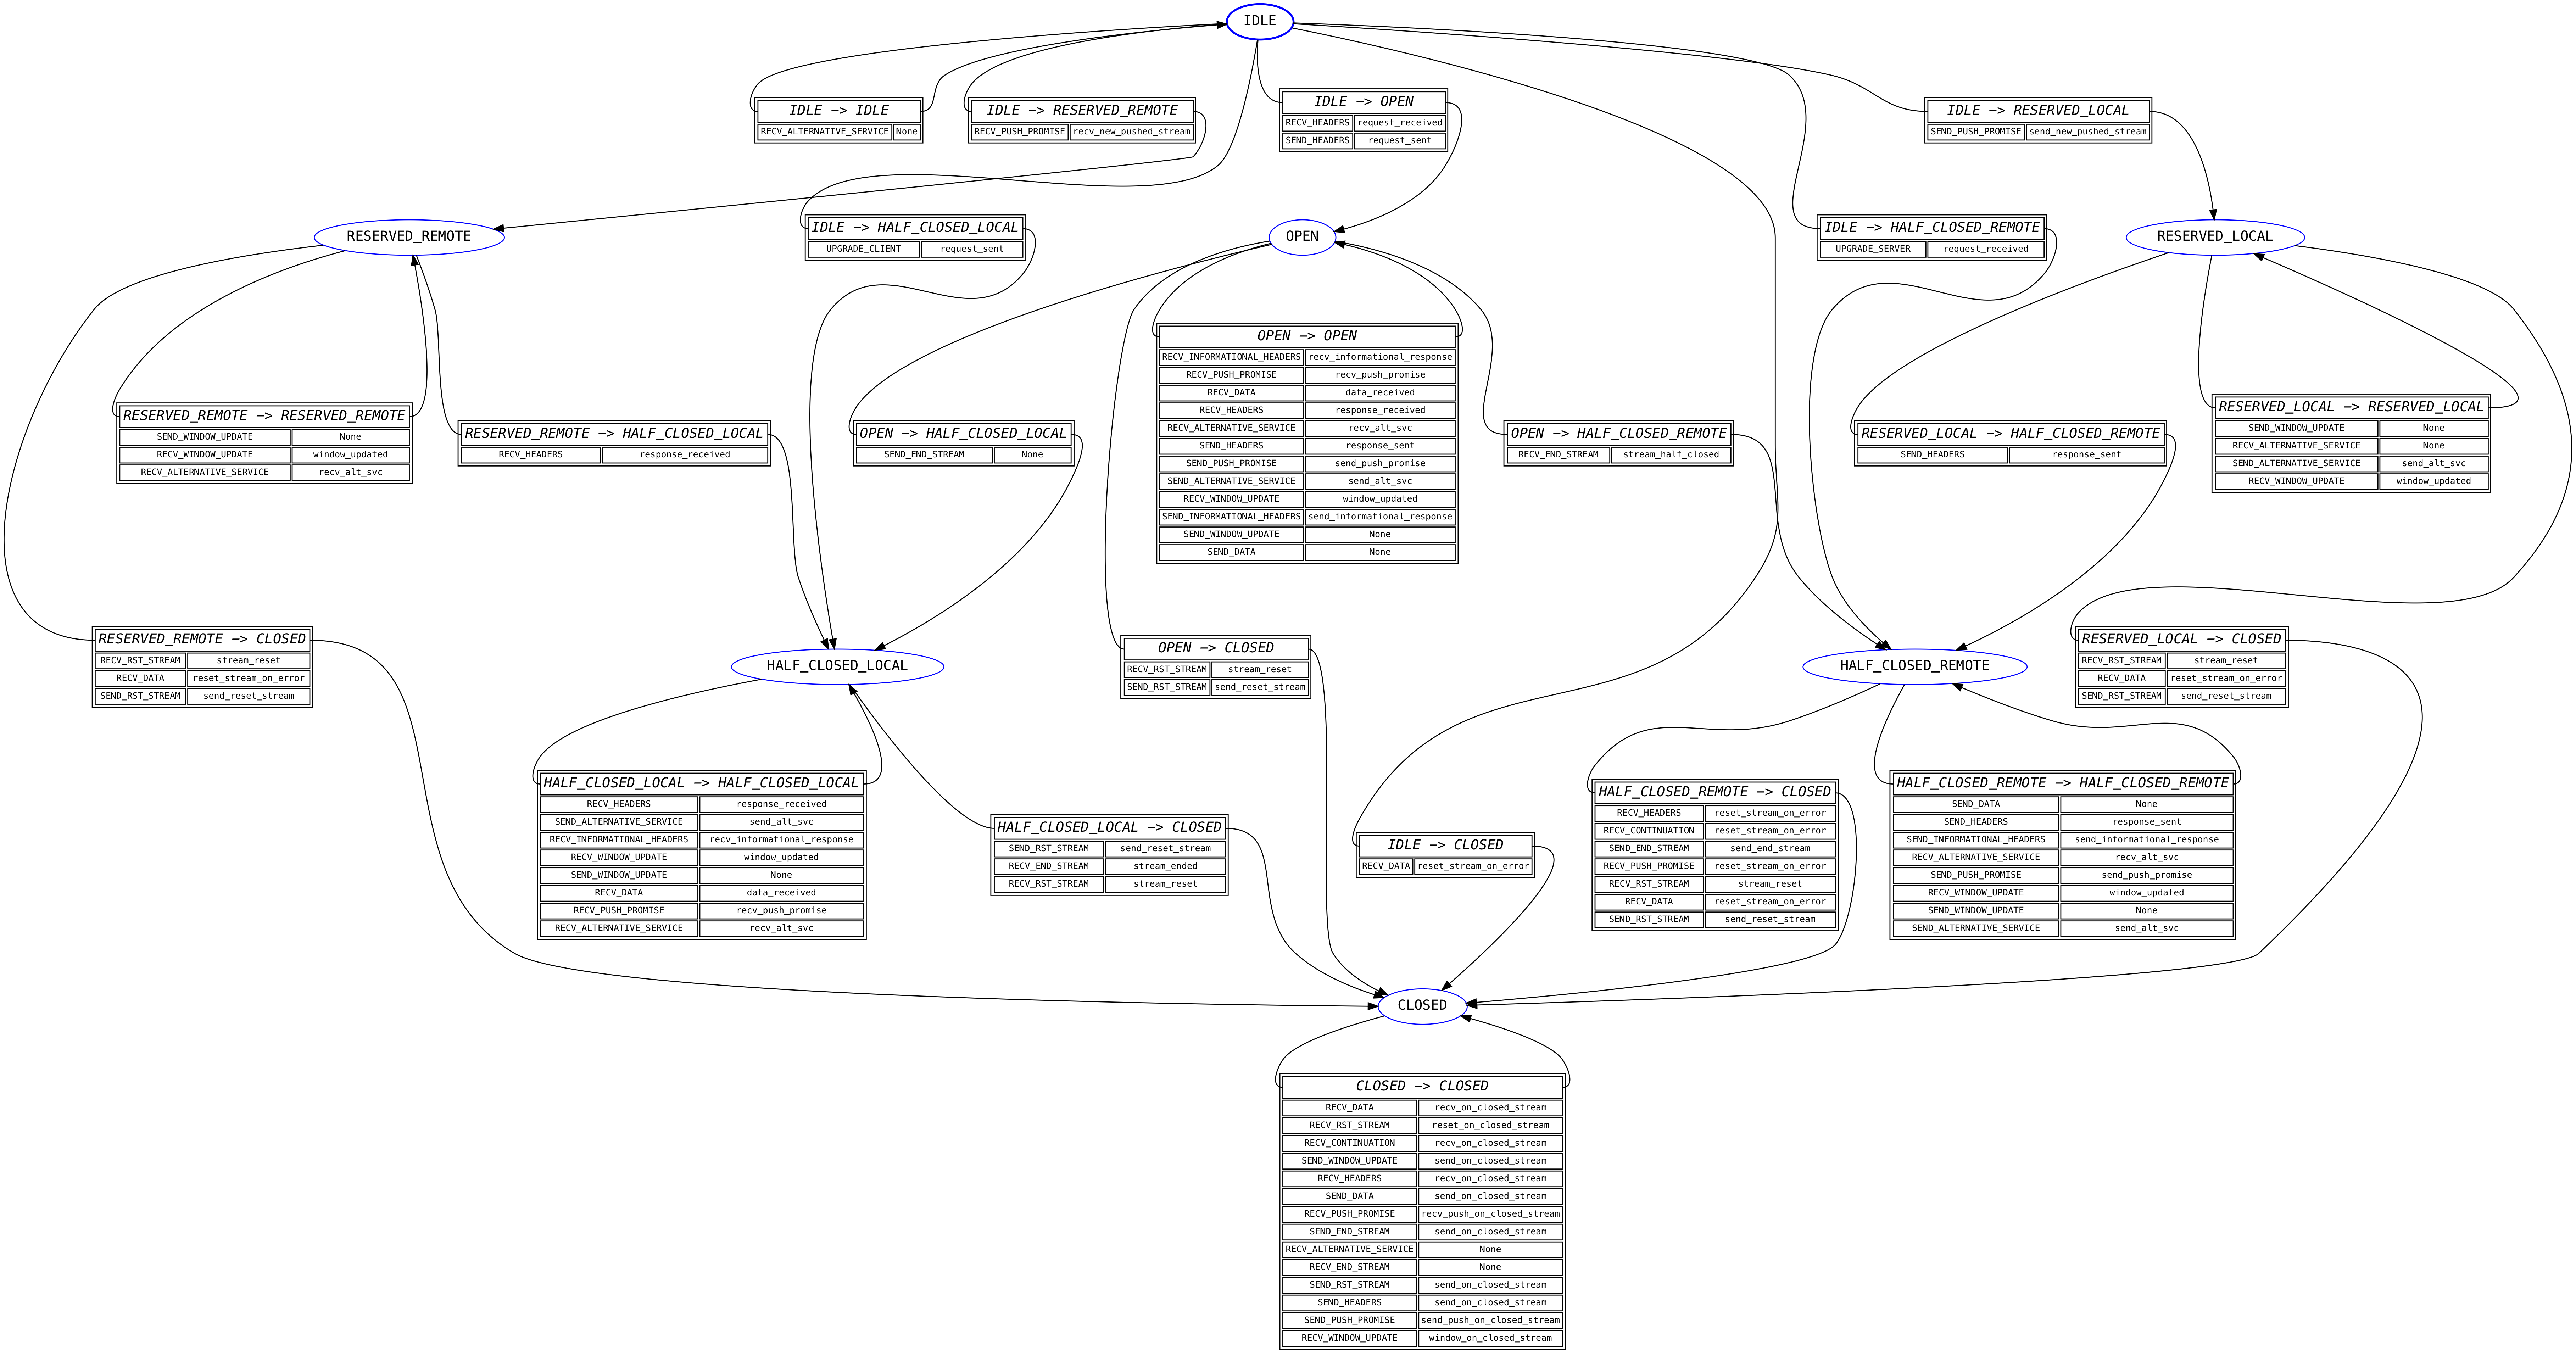 IDLE
IDLE −> IDLE
RECV_ALTERNATIVE_SERVICE None
IDLE −> RESERVED_REMOTE
RECV_PUSH_PROMISE recv_new_pushed_stream
IDLE −> OPEN
RECV_HEADERS request_received
SEND_HEADERS request_sent
IDLE −> RESERVED_LOCAL
SEND_PUSH_PROMISE send_new_pushed_stream
RESERVED_REMOTE
IDLE −> HALF_CLOSED_LOCAL
UPGRADE_CLIENT request_sent
OPEN
IDLE −> HALF_CLOSED_REMOTE
UPGRADE_SERVER request_received
RESERVED_LOCAL
RESERVED_REMOTE −> RESERVED_REMOTE
SEND_WINDOW_UPDATE None
RECV_WINDOW_UPDATE window_updated
RECV_ALTERNATIVE_SERVICE recv_alt_svc
RESERVED_REMOTE −> HALF_CLOSED_LOCAL
RECV_HEADERS response_received
OPEN −> HALF_CLOSED_LOCAL
SEND_END_STREAM None
OPEN −> OPEN
RECV_INFORMATIONAL_HEADERS recv_informational_response
RECV_PUSH_PROMISE recv_push_promise
RECV_DATA data_received
RECV_HEADERS response_received
RECV_ALTERNATIVE_SERVICE recv_alt_svc
SEND_HEADERS response_sent
SEND_PUSH_PROMISE send_push_promise
SEND_ALTERNATIVE_SERVICE send_alt_svc
RECV_WINDOW_UPDATE window_updated
SEND_INFORMATIONAL_HEADERS send_informational_response
SEND_WINDOW_UPDATE None
SEND_DATA None
OPEN −> HALF_CLOSED_REMOTE
RECV_END_STREAM stream_half_closed
RESERVED_LOCAL −> HALF_CLOSED_REMOTE
SEND_HEADERS response_sent
RESERVED_LOCAL −> RESERVED_LOCAL
SEND_WINDOW_UPDATE None
RECV_ALTERNATIVE_SERVICE None
SEND_ALTERNATIVE_SERVICE send_alt_svc
RECV_WINDOW_UPDATE window_updated
RESERVED_REMOTE −> CLOSED
RECV_RST_STREAM stream_reset
RECV_DATA reset_stream_on_error
SEND_RST_STREAM send_reset_stream
HALF_CLOSED_LOCAL
OPEN −> CLOSED
RECV_RST_STREAM stream_reset
SEND_RST_STREAM send_reset_stream
HALF_CLOSED_REMOTE
RESERVED_LOCAL −> CLOSED
RECV_RST_STREAM stream_reset
RECV_DATA reset_stream_on_error
SEND_RST_STREAM send_reset_stream
HALF_CLOSED_LOCAL −> HALF_CLOSED_LOCAL
RECV_HEADERS response_received
SEND_ALTERNATIVE_SERVICE send_alt_svc
RECV_INFORMATIONAL_HEADERS recv_informational_response
RECV_WINDOW_UPDATE window_updated
SEND_WINDOW_UPDATE None
RECV_DATA data_received
RECV_PUSH_PROMISE recv_push_promise
RECV_ALTERNATIVE_SERVICE recv_alt_svc
HALF_CLOSED_LOCAL −> CLOSED
SEND_RST_STREAM send_reset_stream
RECV_END_STREAM stream_ended
RECV_RST_STREAM stream_reset
IDLE −> CLOSED
RECV_DATA reset_stream_on_error
HALF_CLOSED_REMOTE −> CLOSED
RECV_HEADERS reset_stream_on_error
RECV_CONTINUATION reset_stream_on_error
SEND_END_STREAM send_end_stream
RECV_PUSH_PROMISE reset_stream_on_error
RECV_RST_STREAM stream_reset
RECV_DATA reset_stream_on_error
SEND_RST_STREAM send_reset_stream
HALF_CLOSED_REMOTE −> HALF_CLOSED_REMOTE
SEND_DATA None
SEND_HEADERS response_sent
SEND_INFORMATIONAL_HEADERS send_informational_response
RECV_ALTERNATIVE_SERVICE recv_alt_svc
SEND_PUSH_PROMISE send_push_promise
RECV_WINDOW_UPDATE window_updated
SEND_WINDOW_UPDATE None
SEND_ALTERNATIVE_SERVICE send_alt_svc
CLOSED
CLOSED −> CLOSED
RECV_DATA recv_on_closed_stream
RECV_RST_STREAM reset_on_closed_stream
RECV_CONTINUATION recv_on_closed_stream
SEND_WINDOW_UPDATE send_on_closed_stream
RECV_HEADERS recv_on_closed_stream
SEND_DATA send_on_closed_stream
RECV_PUSH_PROMISE recv_push_on_closed_stream
SEND_END_STREAM send_on_closed_stream
RECV_ALTERNATIVE_SERVICE None
RECV_END_STREAM None
SEND_RST_STREAM send_on_closed_stream
SEND_HEADERS send_on_closed_stream
SEND_PUSH_PROMISE send_push_on_closed_stream
RECV_WINDOW_UPDATE window_on_closed_stream